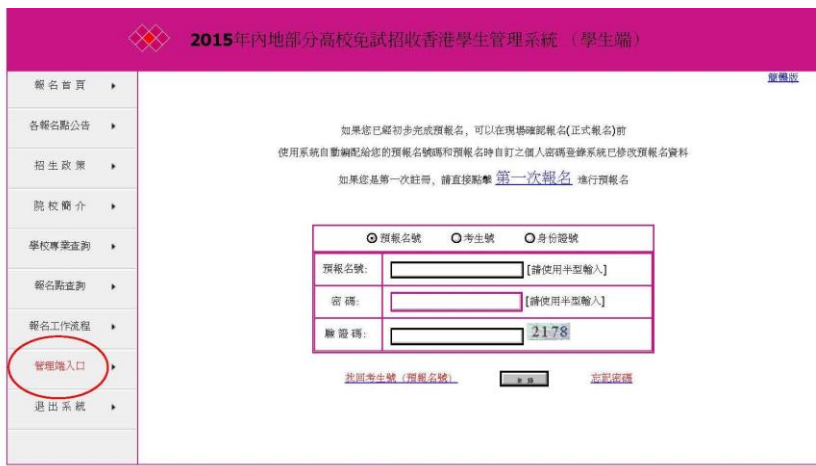 2015年內地部分高校免試招收香港學生管理系統 （學生端）
簡體版
報名首頁
各報名點公告
招生政策
院校簡介
學校專業查詢
報名點查詢
報名工作流程
管理端入口
退出系統
如果您已經初步完成預報名，可以在現場確認報名(正式報名)前
使用系統自動編配給您的預報名號碼和預報名時自訂之個人密碼登錄系統已修改預報名資料
如果您是第一次註冊，請直接點擊 第一次報名 進行預報名
預報名號 考生號 身份證號
預報名號: [請使用半型輸入]
密 碼: [請使用半型輸入]
驗 證 碼: 2178
找回考生號（預報名號） 登 錄 忘記密碼